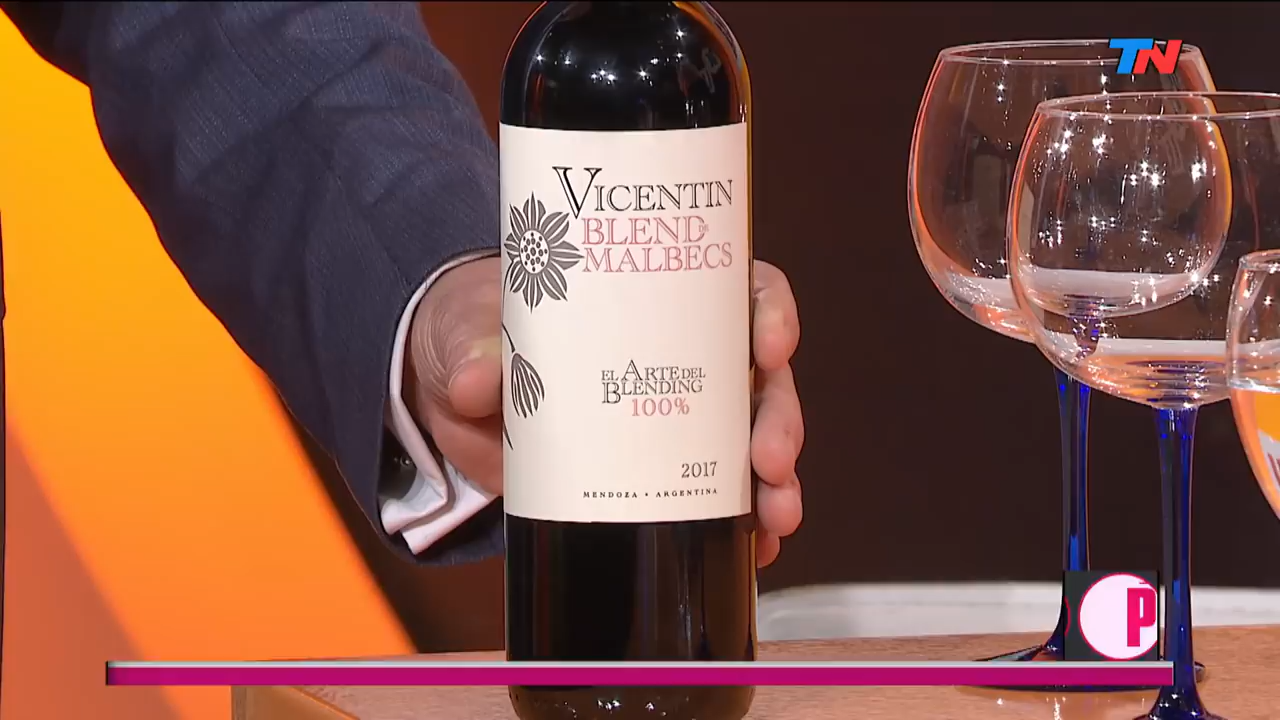 TN
VICENTIN
BLEND DE
MALBECS
EL ARTE DEL
BLENDING
100%
2017
MENDOZA • ARGENTINA
P